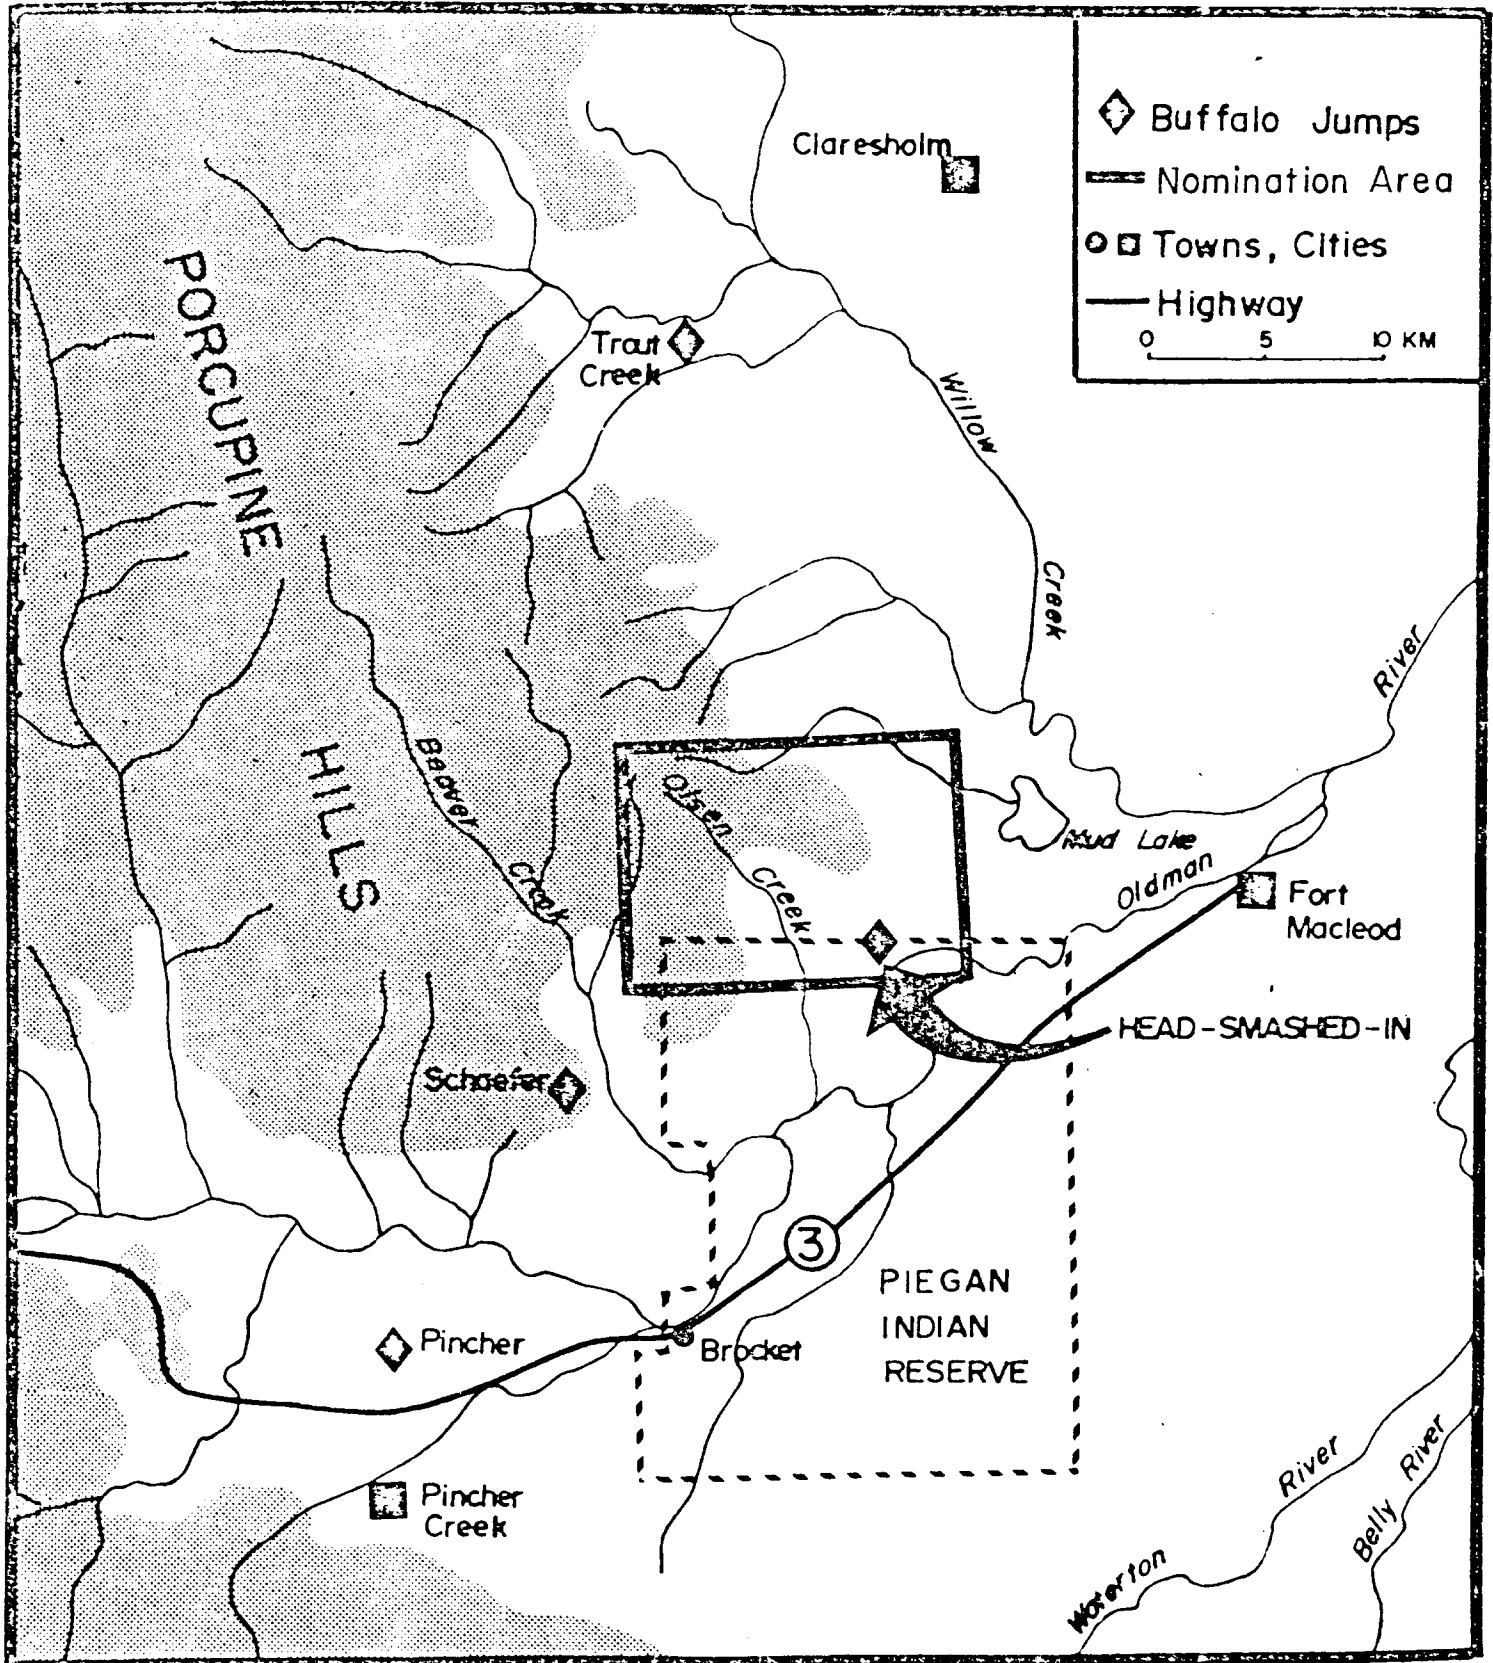 Buffalo Jumps
Nomination Area
Towns, Cities
Highway
0 5 10 KM
Claresholm
PORCUPINE
HILLS
Trout
Creek
Willow
Creek
River
Beaver
Creek
Olsen
Creek
Mud Lake
Oldman
Fort
Macleod
HEAD-SMASHED-IN
Schaefer
3
PIEGAN
INDIAN
RESERVE
Pincher
Brocket
Pincher
Creek
River
Waterton
River
Belly